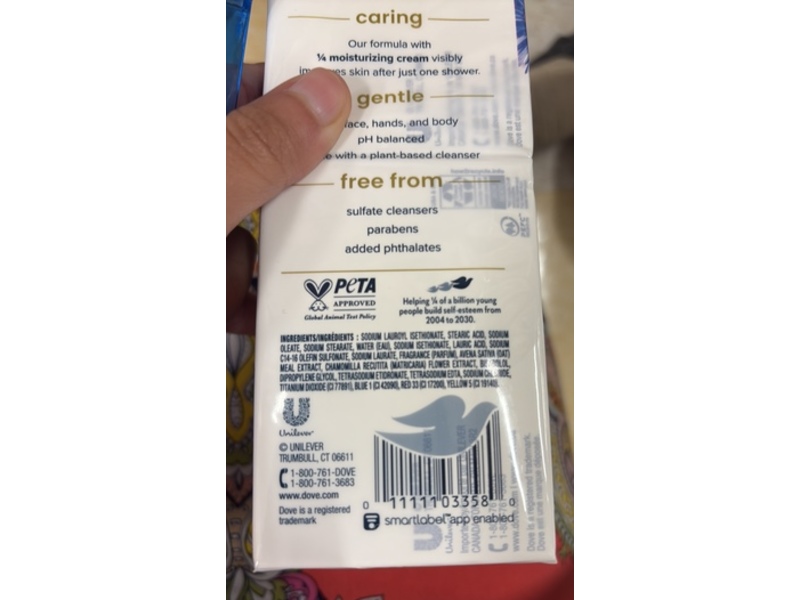 caring
Our formula with
¼ moisturizing cream visibly
skin after just one shower.
gentle
face, hands, and body
pH balanced
with a plant-based cleanser
free from
sulfate cleansers
parabens
added phthalates
PETA
APPROVED
Global Animal Test Policy
Helping ¼ of a billion young
people build self-esteem from
2004 to 2030.
INGREDIENTS/INGRÉDIENTS : SODIUM LAUROYL ISETHIONATE, STEARIC ACID, SODIUM
OLEATE, SODIUM STEARATE, WATER (EAU), SODIUM ISETHIONATE, LAURIC ACID, SODIUM
C14-16 OLEFIN SULFONATE, SODIUM LAURATE, FRAGRANCE (PARFUM), AVENA SATIVA (OAT)
MEAL EXTRACT, CHAMOMILLA RECUTITA (MATRICARIA) FLOWER EXTRACT,
DIPROPYLENE GLYCOL, TETRASODIUM ETIDRONATE, TETRASODIUM EDTA, SODIUM
TITANIUM DIOXIDE (CI 77891), BLUE 1 (CI 42090), RED 33 (CI 17200), YELLOW 5 (CI 19140).
Unilever
© UNILEVER
TRUMBULL, CT 06611
1-800-761-DOVE
1-800-761-3683
www.dove.com
Dove is a registered
trademark
0 11111 03358 0
smartlabel™ app enabled